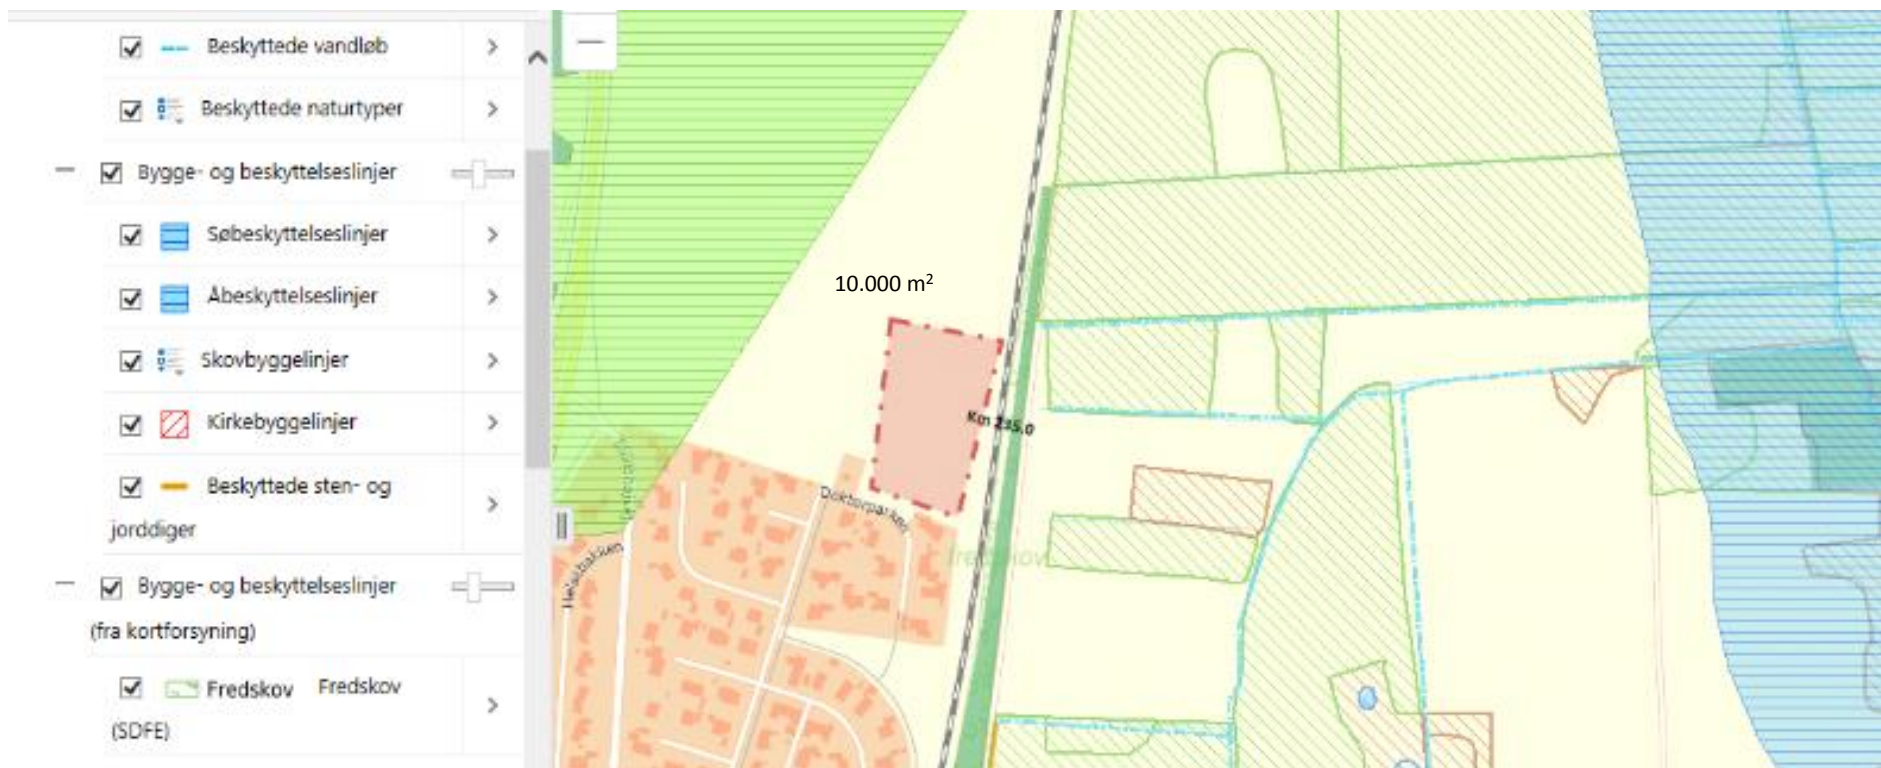 Beskyttede vandløb
Beskyttede naturtyper
Bygge- og beskyttelseslinjer
Søbeskyttelseslinjer
Åbeskyttelseslinjer
Skovbyggelinjer
Kirkebyggelinjer
Beskyttede sten- og
jorddiger
Bygge- og beskyttelseslinjer
(fra kortforsyning)
Fredskov Fredskov
(SDFE)
10.000 m²
Km 235.0
Doktorparken
fredskov